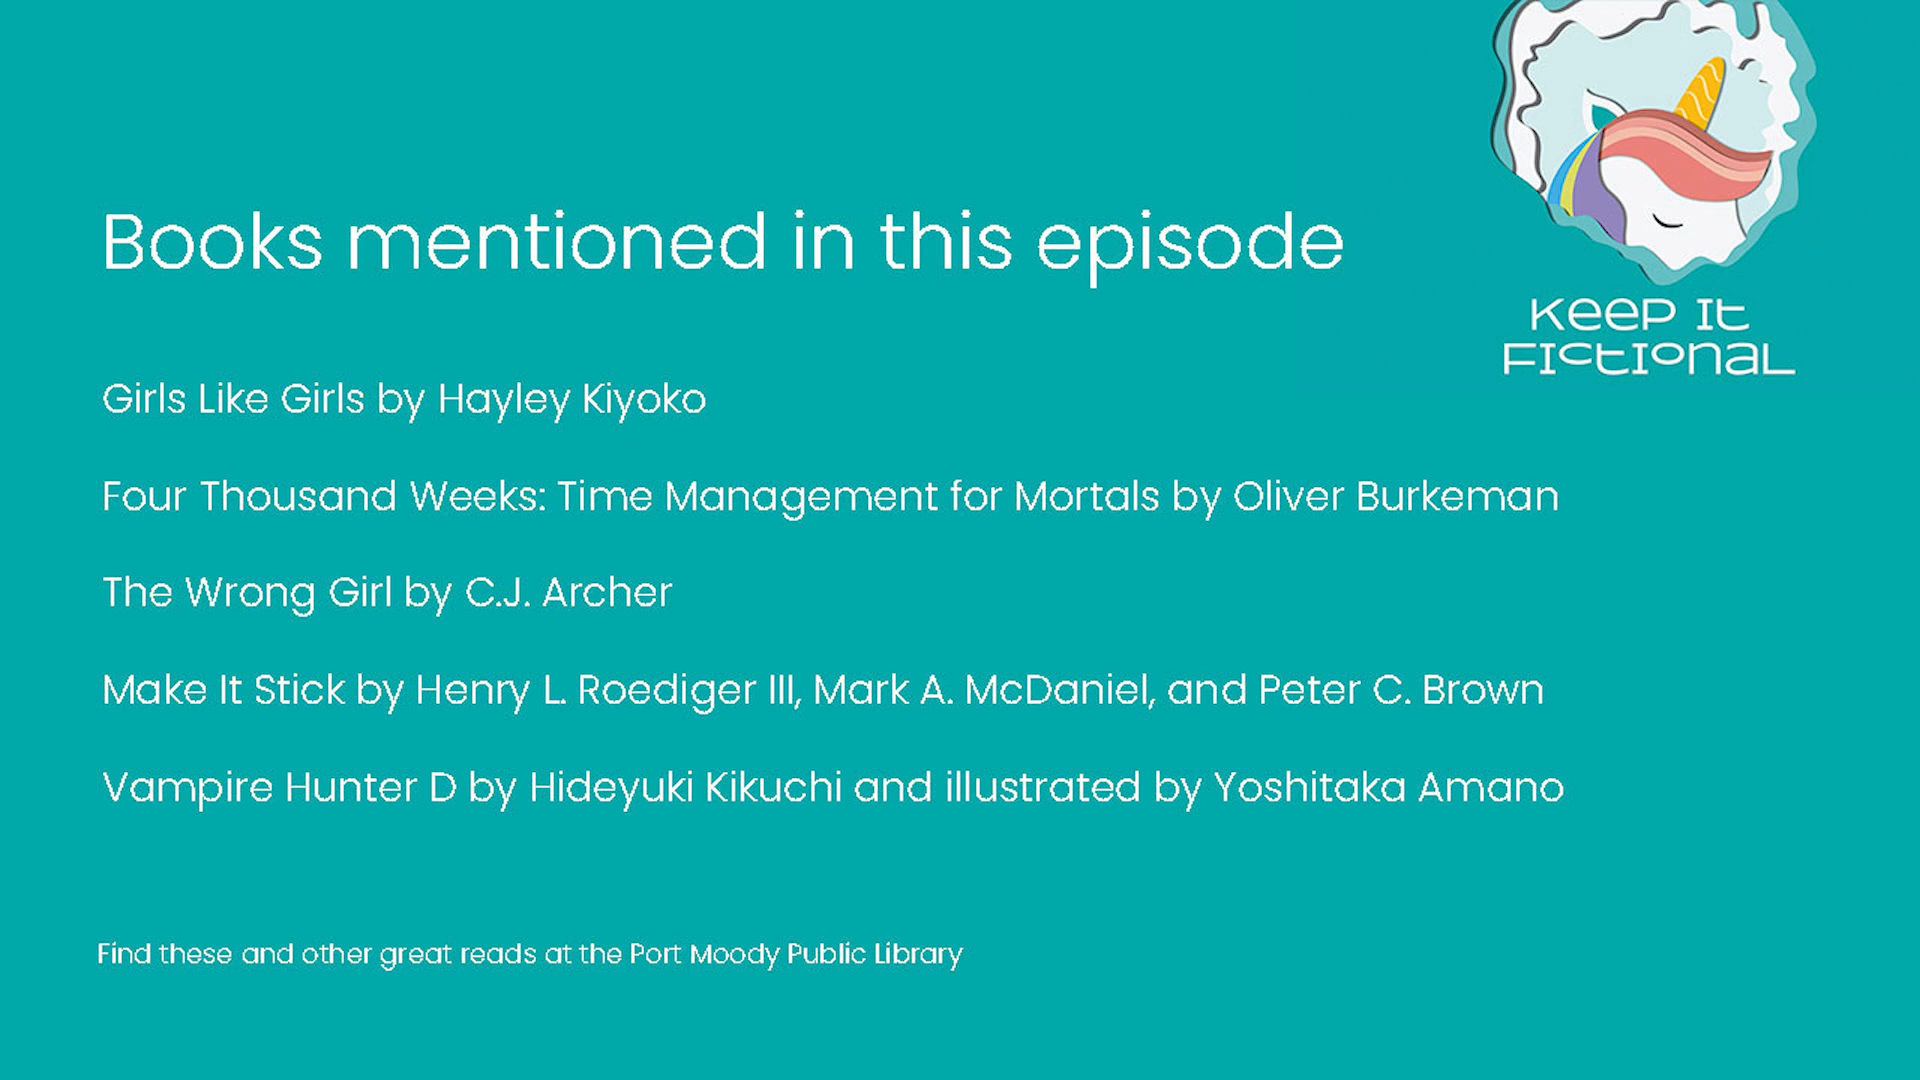 Books mentioned in this episode
Keep It
Fictional
Girls Like Girls by Hayley Kiyoko
Four Thousand Weeks: Time Management for Mortals by Oliver Burkeman
The Wrong Girl by C.J. Archer
Make It Stick by Henry L. Roediger III, Mark A. McDaniel, and Peter C. Brown
Vampire Hunter D by Hideyuki Kikuchi and illustrated by Yoshitaka Amano
Find these and other great reads at the Port Moody Public Library